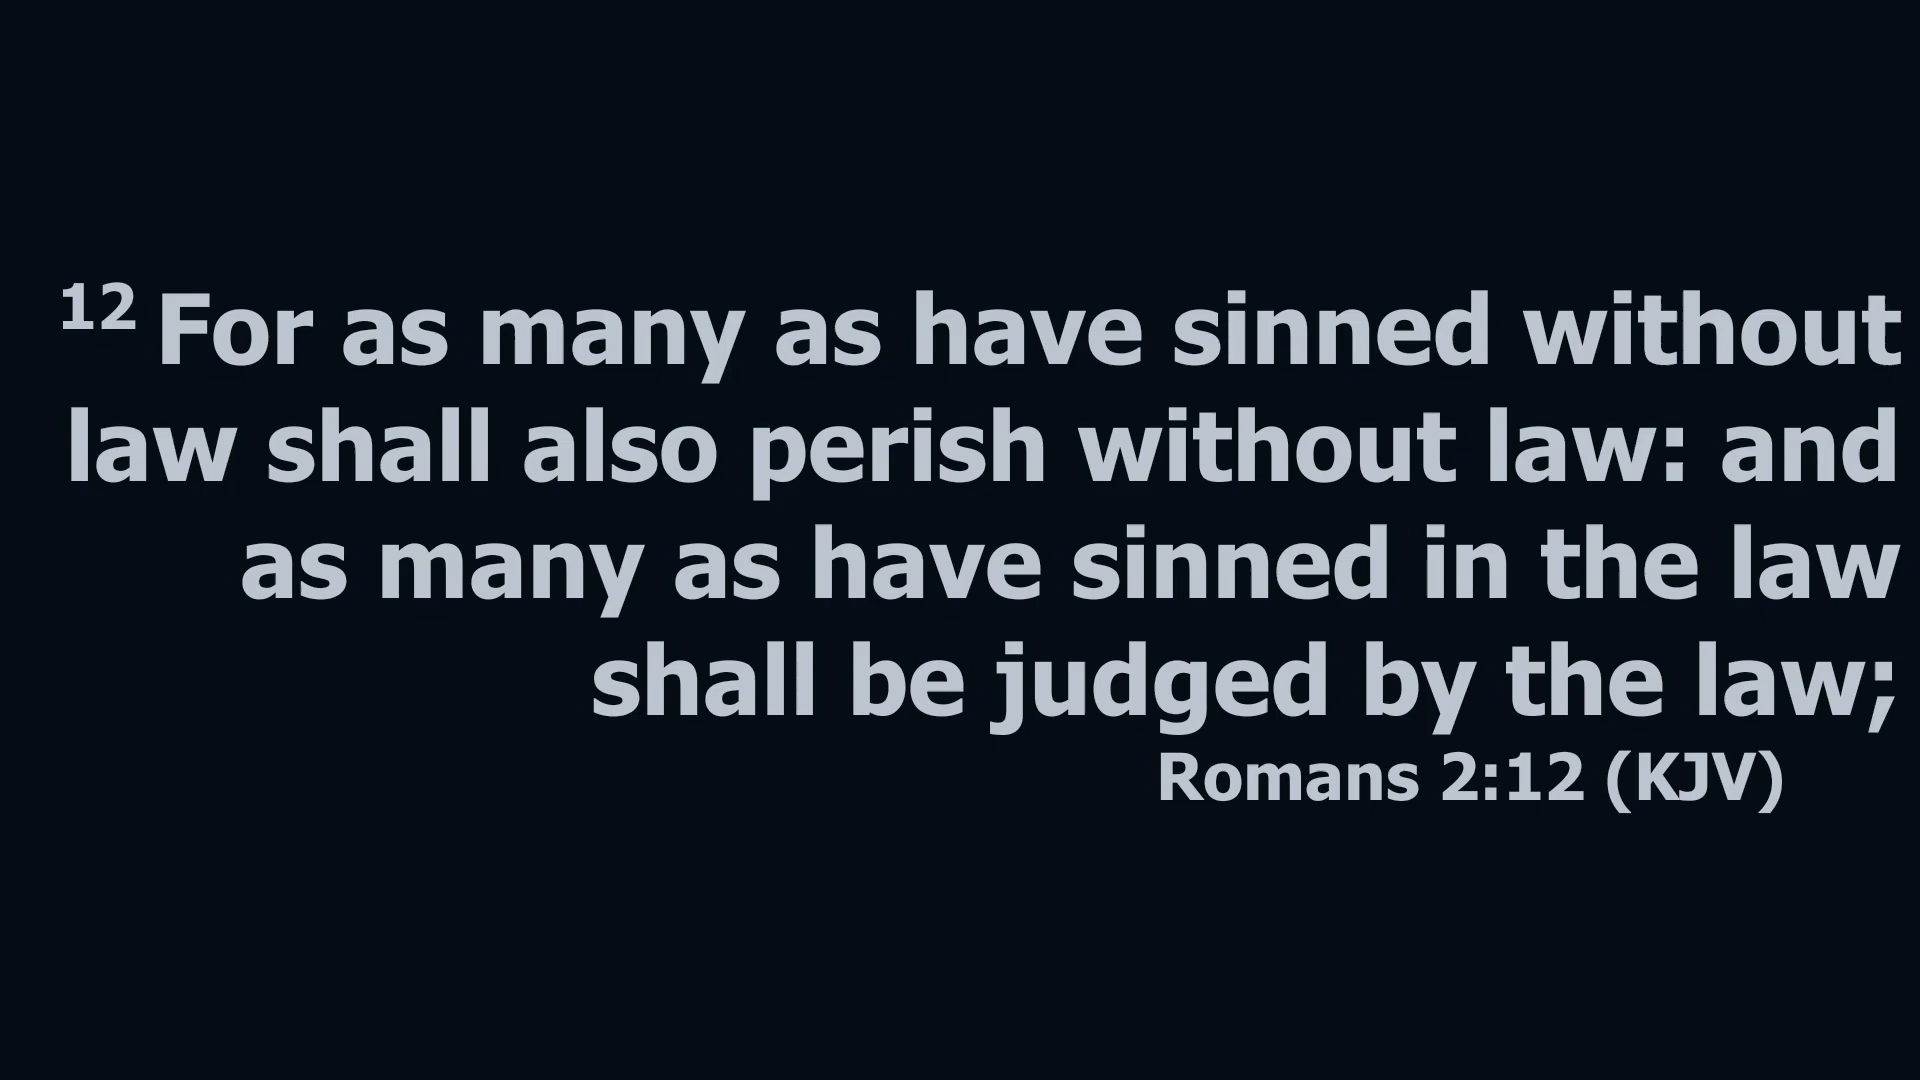 12 For as many as have sinned without
law shall also perish without law: and
as many as have sinned in the law
shall be judged by the law;
Romans 2:12 (KJV)